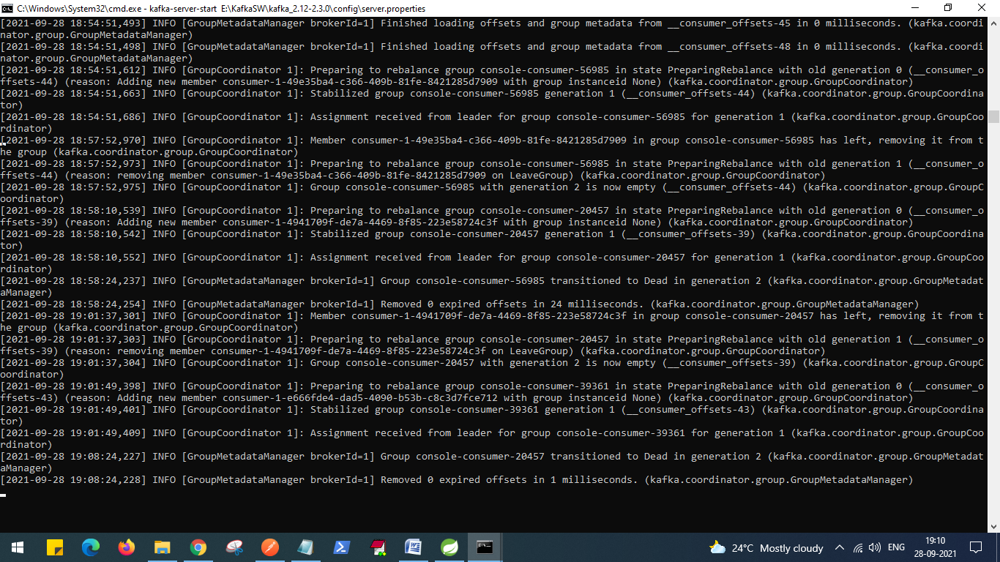 C:\Windows\System32\cmd.exe - kafka-server-start  E:\KafkaSW\kafka_2.12-2.3.0\config\server.properties
[2021-09-28 18:54:51,493] INFO [GroupMetadataManager brokerId=1] Finished loading offsets and group metadata from __consumer_offsets-45 in 0 milliseconds. (kafka.coordi
nator.group.GroupMetadataManager)
[2021-09-28 18:54:51,498] INFO [GroupMetadataManager brokerId=1] Finished loading offsets and group metadata from __consumer_offsets-48 in 0 milliseconds. (kafka.coordi
nator.group.GroupMetadataManager)
[2021-09-28 18:54:51,612] INFO [GroupCoordinator 1]: Preparing to rebalance group console-consumer-56985 in state PreparingRebalance with old generation 0 (__consumer_o
ffsets-44) (reason: Adding new member consumer-1-49e35ba4-c366-409b-81fe-8421285d7909 with group instanceid None) (kafka.coordinator.group.GroupCoordinator)
[2021-09-28 18:54:51,663] INFO [GroupCoordinator 1]: Stabilized group console-consumer-56985 generation 1 (__consumer_offsets-44) (kafka.coordinator.group.GroupCoordina
tor)
[2021-09-28 18:54:51,686] INFO [GroupCoordinator 1]: Assignment received from leader for group console-consumer-56985 for generation 1 (kafka.coordinator.group.GroupCoo
rdinator)
[2021-09-28 18:57:52,970] INFO [GroupCoordinator 1]: Member consumer-1-49e35ba4-c366-409b-81fe-8421285d7909 in group console-consumer-56985 has left, removing it from t
he group (kafka.coordinator.group.GroupCoordinator)
[2021-09-28 18:57:52,973] INFO [GroupCoordinator 1]: Preparing to rebalance group console-consumer-56985 in state PreparingRebalance with old generation 1 (__consumer_o
ffsets-44) (reason: removing member consumer-1-49e35ba4-c366-409b-81fe-8421285d7909 on LeaveGroup) (kafka.coordinator.group.GroupCoordinator)
[2021-09-28 18:57:52,975] INFO [GroupCoordinator 1]: Group console-consumer-56985 with generation 2 is now empty (__consumer_offsets-44) (kafka.coordinator.group.GroupC
oordinator)
[2021-09-28 18:58:10,539] INFO [GroupCoordinator 1]: Preparing to rebalance group console-consumer-20457 in state PreparingRebalance with old generation 0 (__consumer_o
ffsets-39) (reason: Adding new member consumer-1-4941709f-de7a-4469-8f85-223e58724c3f with group instanceid None) (kafka.coordinator.group.GroupCoordinator)
[2021-09-28 18:58:10,542] INFO [GroupCoordinator 1]: Stabilized group console-consumer-20457 generation 1 (__consumer_offsets-39) (kafka.coordinator.group.GroupCoordina
tor)
[2021-09-28 18:58:10,552] INFO [GroupCoordinator 1]: Assignment received from leader for group console-consumer-20457 for generation 1 (kafka.coordinator.group.GroupCoo
rdinator)
[2021-09-28 18:58:24,237] INFO [GroupMetadataManager brokerId=1] Group console-consumer-56985 transitioned to Dead in generation 2 (kafka.coordinator.group.GroupMetadat
aManager)
[2021-09-28 18:58:24,254] INFO [GroupMetadataManager brokerId=1] Removed 0 expired offsets in 24 milliseconds. (kafka.coordinator.group.GroupMetadataManager)
[2021-09-28 19:01:37,301] INFO [GroupCoordinator 1]: Member consumer-1-4941709f-de7a-4469-8f85-223e58724c3f in group console-consumer-20457 has left, removing it from t
he group (kafka.coordinator.group.GroupCoordinator)
[2021-09-28 19:01:37,303] INFO [GroupCoordinator 1]: Preparing to rebalance group console-consumer-20457 in state PreparingRebalance with old generation 1 (__consumer_o
ffsets-39) (reason: removing member consumer-1-4941709f-de7a-4469-8f85-223e58724c3f on LeaveGroup) (kafka.coordinator.group.GroupCoordinator)
[2021-09-28 19:01:37,304] INFO [GroupCoordinator 1]: Group console-consumer-20457 with generation 2 is now empty (__consumer_offsets-39) (kafka.coordinator.group.GroupC
oordinator)
[2021-09-28 19:01:49,398] INFO [GroupCoordinator 1]: Preparing to rebalance group console-consumer-39361 in state PreparingRebalance with old generation 0 (__consumer_o
ffsets-43) (reason: Adding new member consumer-1-e666fde4-dad5-4090-b53b-c8c3d7fce712 with group instanceid None) (kafka.coordinator.group.GroupCoordinator)
[2021-09-28 19:01:49,401] INFO [GroupCoordinator 1]: Stabilized group console-consumer-39361 generation 1 (__consumer_offsets-43) (kafka.coordinator.group.GroupCoordina
tor)
[2021-09-28 19:01:49,409] INFO [GroupCoordinator 1]: Assignment received from leader for group console-consumer-39361 for generation 1 (kafka.coordinator.group.GroupCoo
rdinator)
[2021-09-28 19:08:24,227] INFO [GroupMetadataManager brokerId=1] Group console-consumer-20457 transitioned to Dead in generation 2 (kafka.coordinator.group.GroupMetadat
aManager)
[2021-09-28 19:08:24,228] INFO [GroupMetadataManager brokerId=1] Removed 0 expired offsets in 1 milliseconds. (kafka.coordinator.group.GroupMetadataManager)
24°C Mostly cloudy
ENG
19:10
28-09-2021